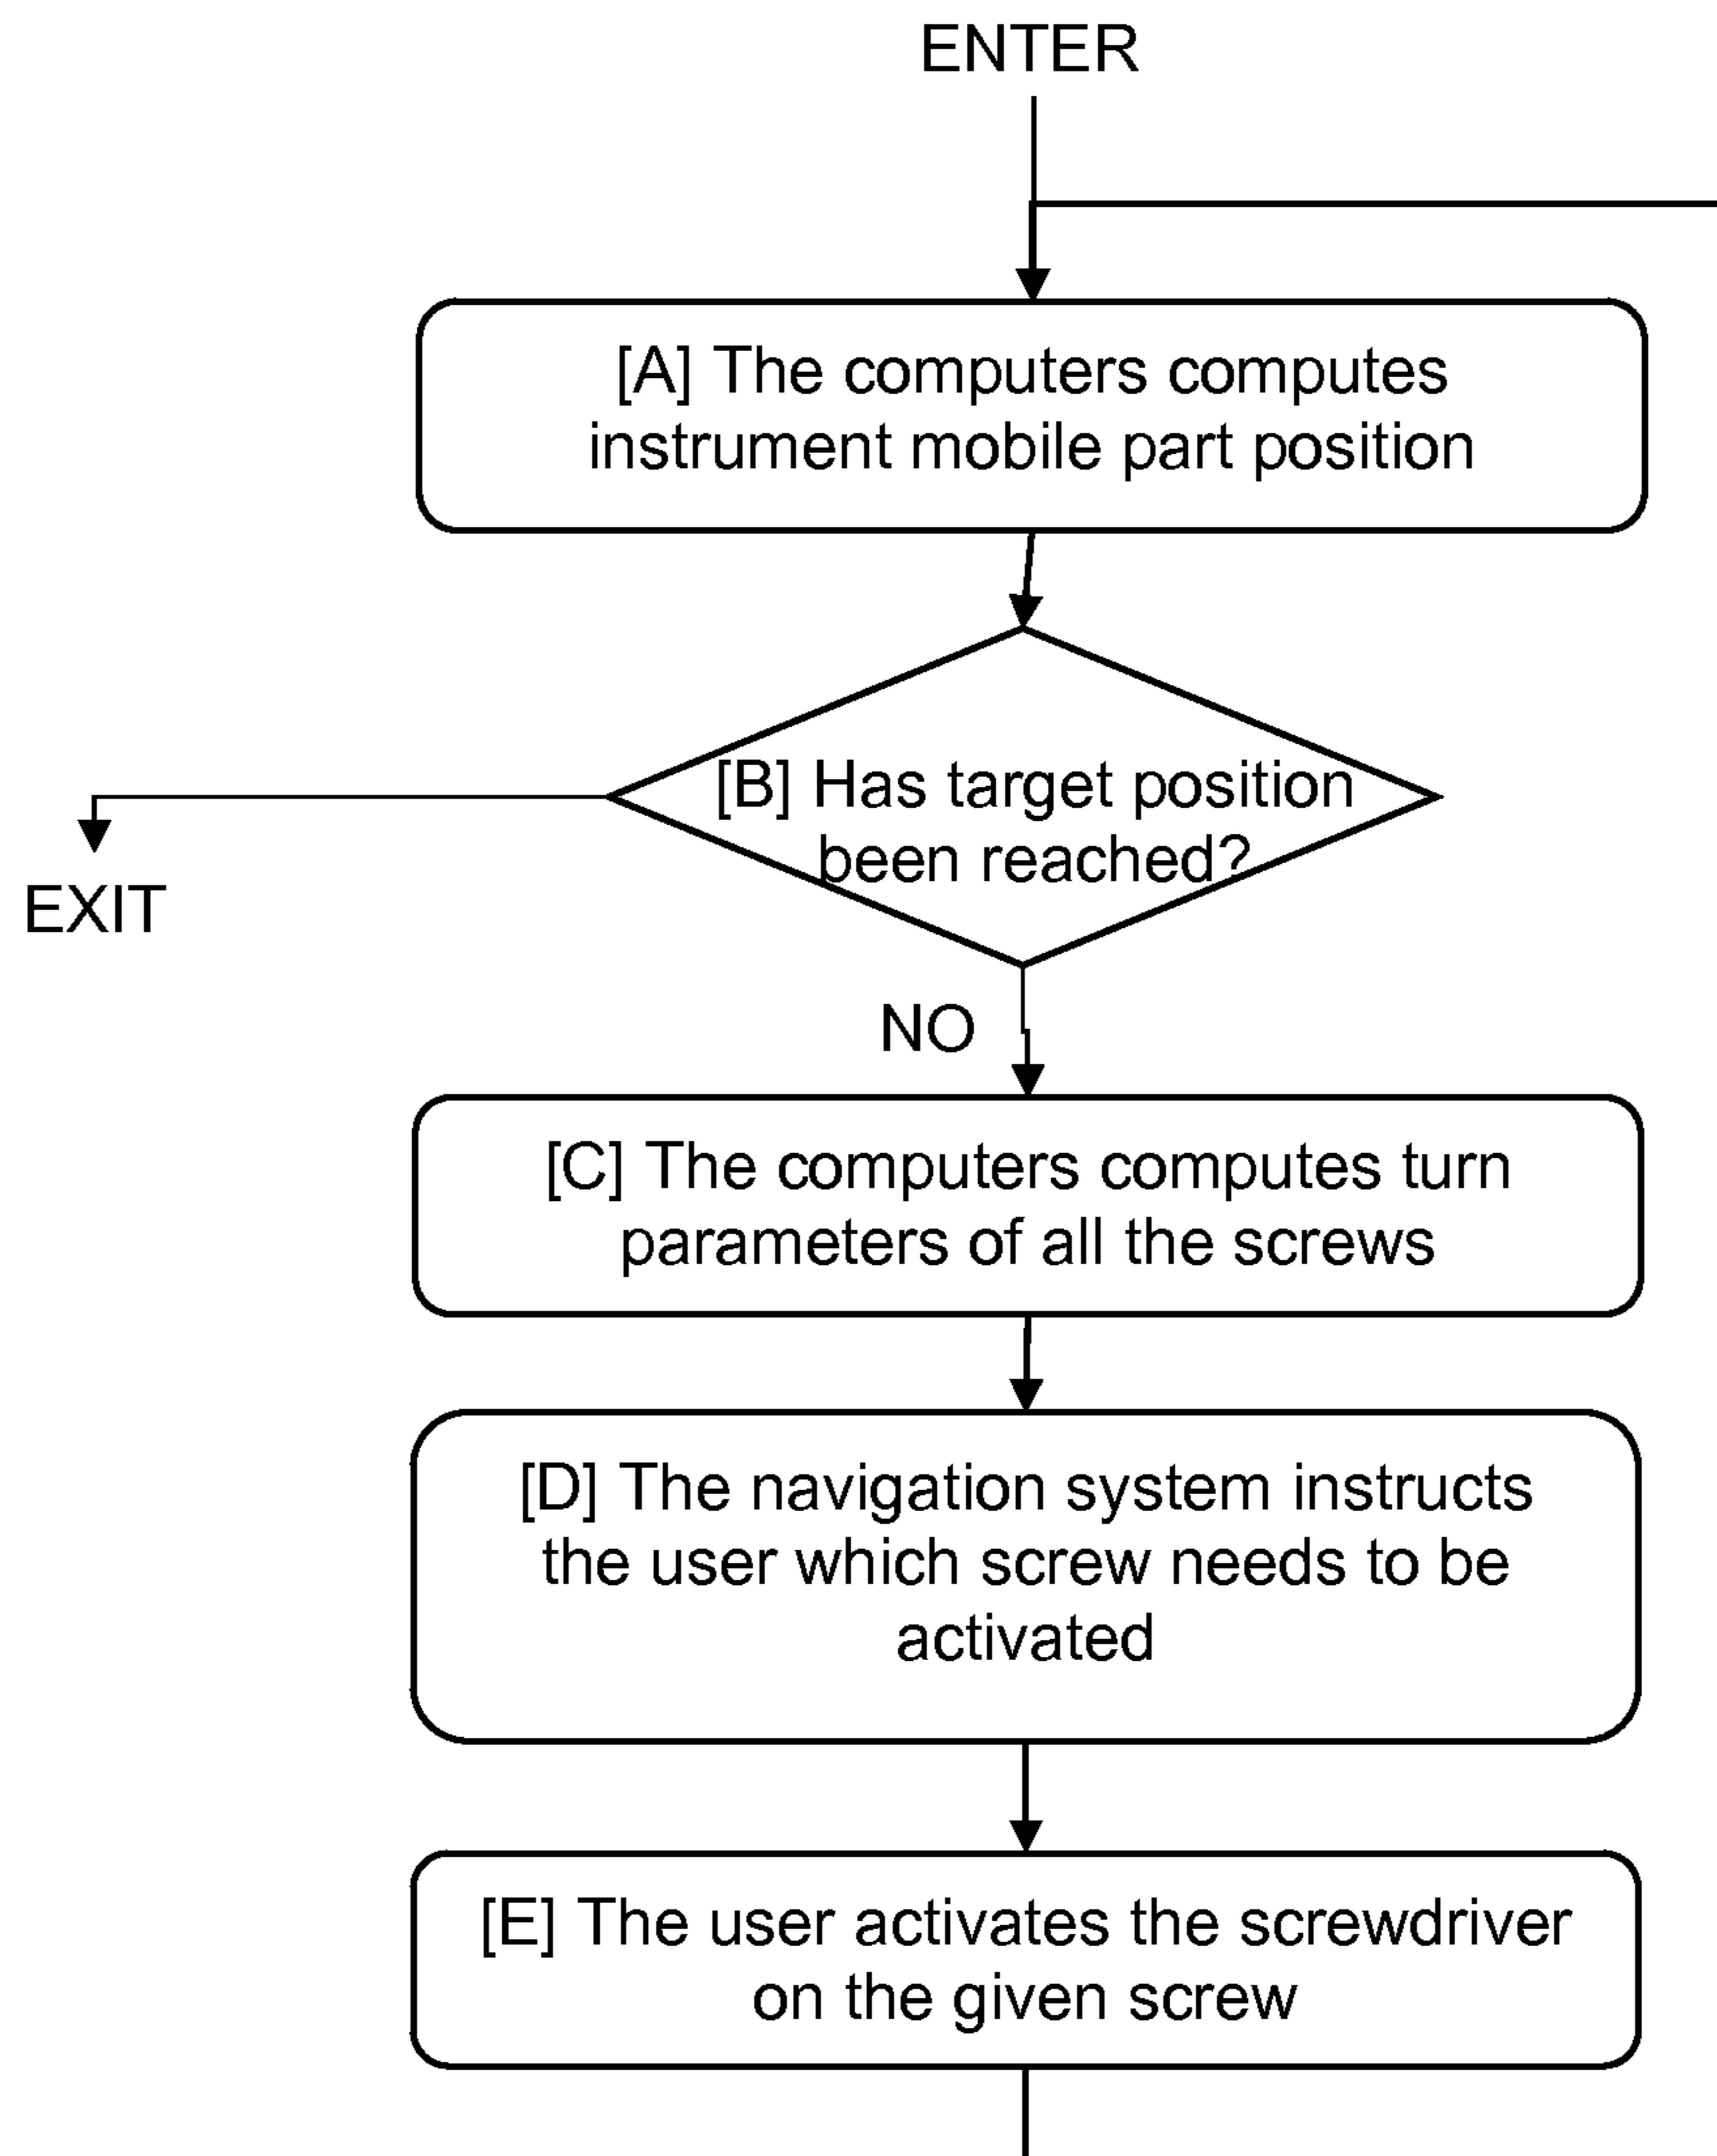 ENTER
[A] The computers computes
instrument mobile part position
[B] Has target position
been reached?
EXIT
NO
[C] The computers computes turn
parameters of all the screws
[D] The navigation system instructs
the user which screw needs to be
activated
[E] The user activates the screwdriver
on the given screw